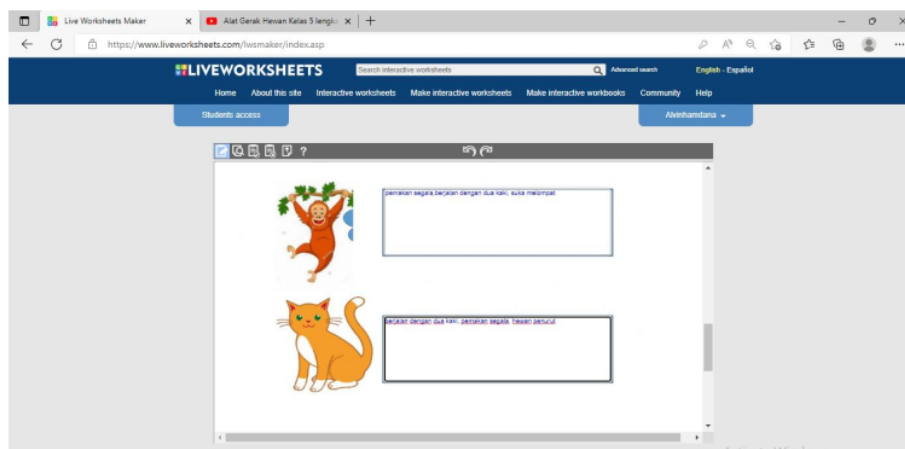 Live Worksheets Maker
Alat Gerak Hewan Kelas 5 lengka
https://www.liveworksheets.com/lwsmaker/index.asp
LIVEWORKSHEETS
Search interactive worksheets
Advanced search
English - Español
Home About this site Interactive worksheets Make interactive worksheets Make interactive workbooks Community Help
Students access
Alvinhamdana
pemakan segala,berjalan dengan dua kaki, suka melompat
berjalan dengan dua kaki, pemakan segala, hewan penurut